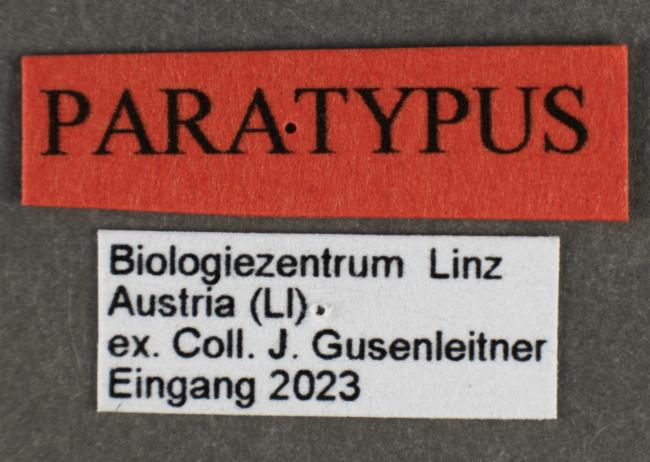 PARATYPUS
Biologiezentrum Linz
Austria (LI)
ex. Coll. J. Gusenleitner
Eingang 2023